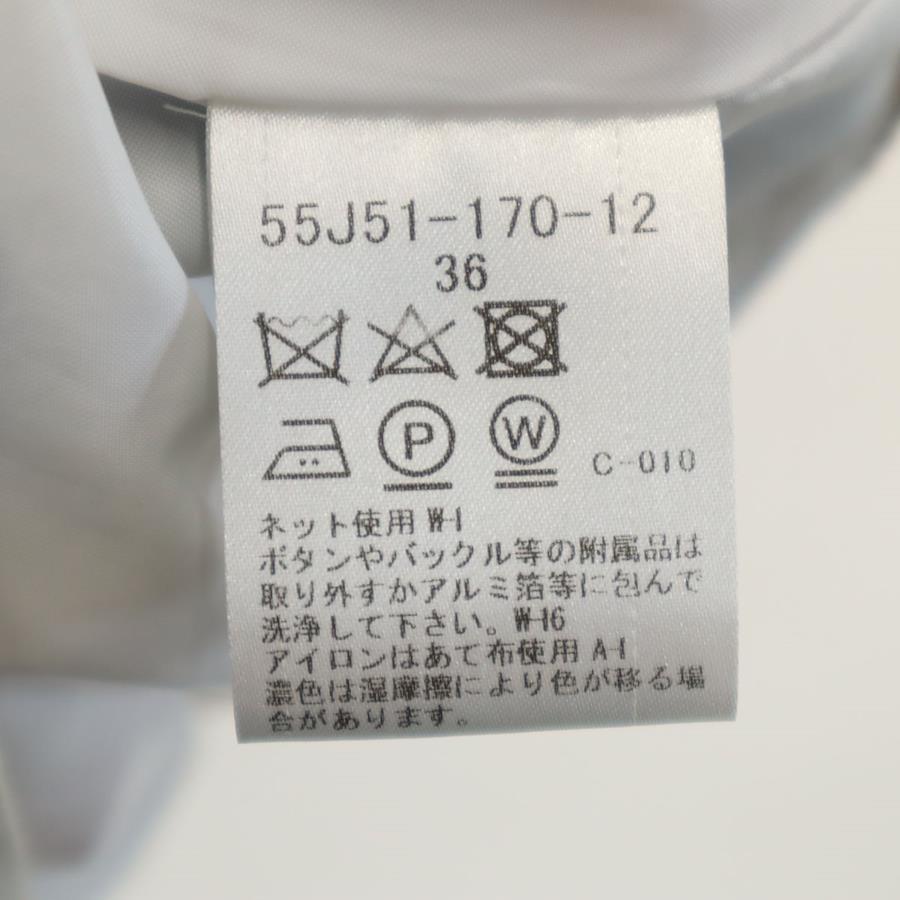 55J51-170-12
36
P W C-010
ネット使用 W-1
ボタンやバックル等の附属品は
取り外すかアルミ箔等に包んで
洗浄して下さい。W-16
アイロンはあて布使用 A-1
濃色は湿摩擦により色が移る場
合があります。